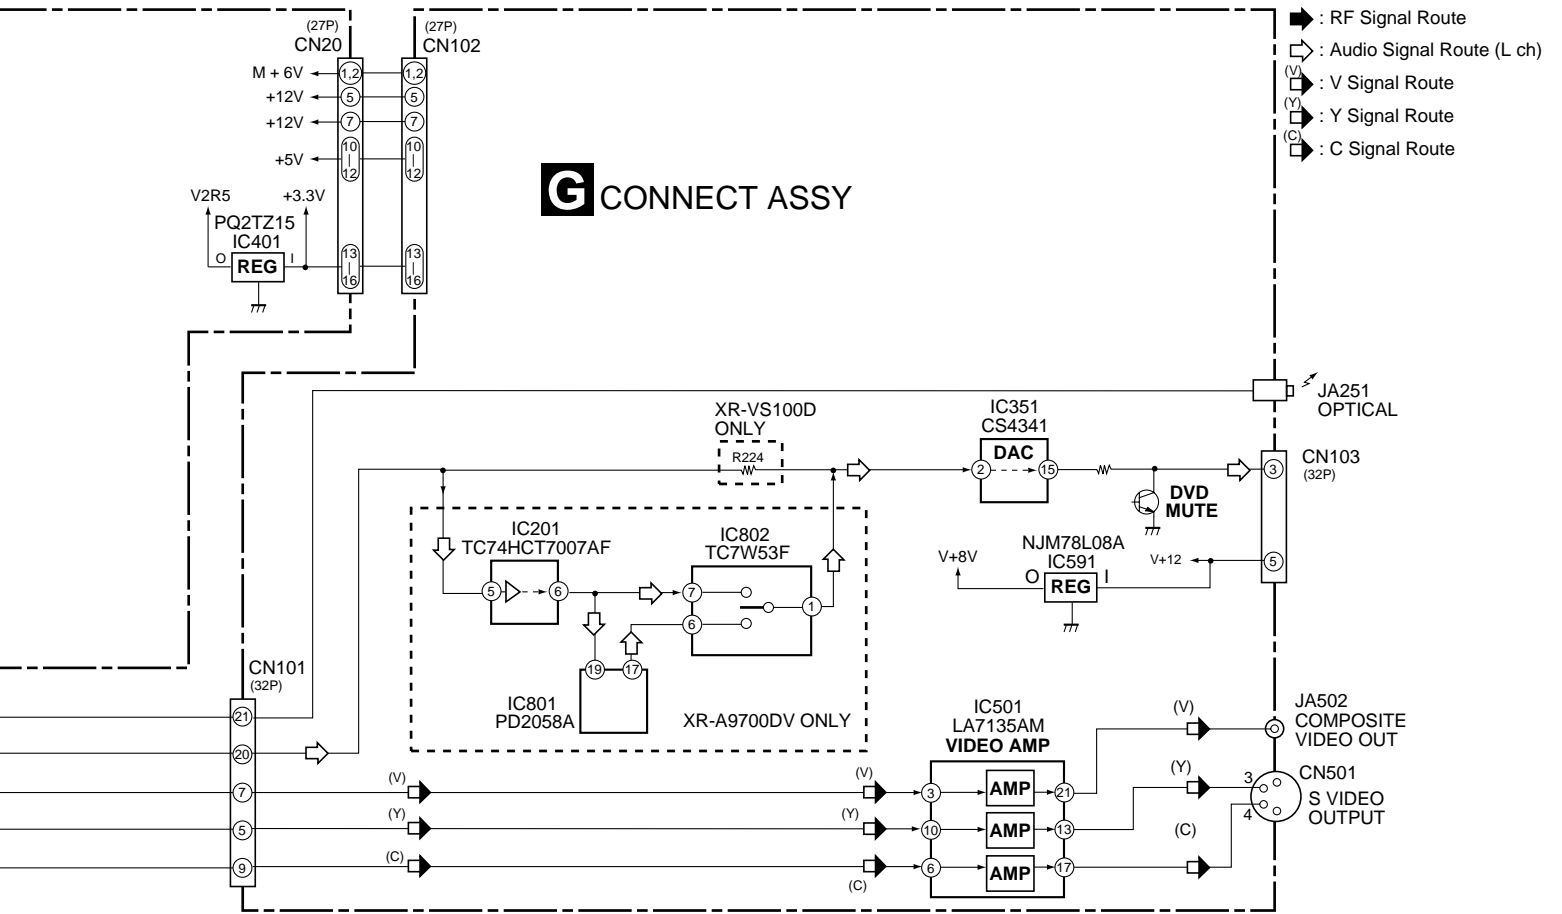 (27P)
CN20
(27P)
CN102
: RF Signal Route
: Audio Signal Route (L ch)
(V)
: V Signal Route
(Y)
: Y Signal Route
(C)
: C Signal Route
M + 6V
1,2
1,2
+12V
5
5
+12V
7
7
+5V
10
12
10
12
V2R5
+3.3V
PQ2TZ15
IC401
O
REG
I
13
16
13
16
G CONNECT ASSY
JA251
OPTICAL
XR-VS100D
ONLY
R224
IC351
CS4341
DAC
2
15
CN103
(32P)
3
DVD
MUTE
IC201
TC74HCT7007AF
5
6
IC802
TC7W53F
7
6
1
19
17
IC801
PD2058A
XR-A9700DV ONLY
V+8V
NJM78L08A
IC591
O
REG
I
V+12
5
CN101
(32P)
21
20
7
5
9
(V)
(Y)
(C)
(V)
(Y)
(C)
IC501
LA7135AM
VIDEO AMP
3
AMP
21
10
AMP
13
6
AMP
17
(V)
(Y)
(C)
JA502
COMPOSITE
VIDEO OUT
3
4
CN501
S VIDEO
OUTPUT